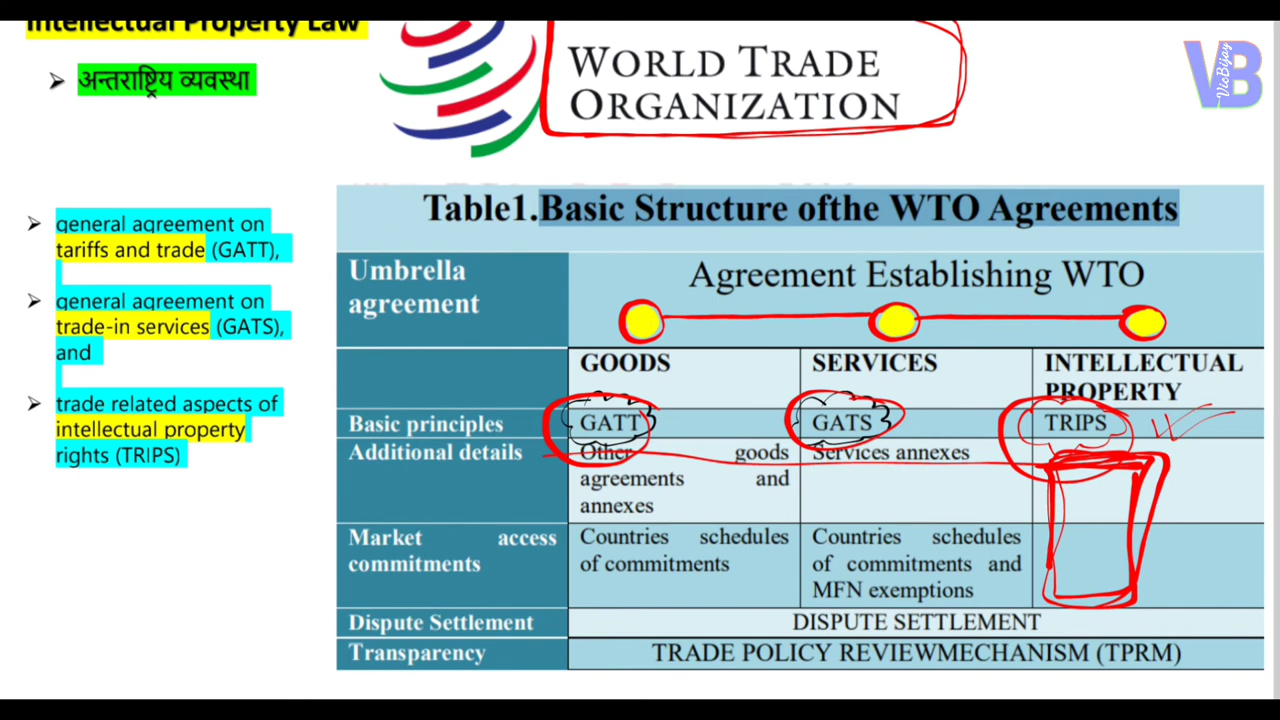 Intellectual Property Law
अन्तराष्ट्रिय व्यवस्था
WORLD TRADE
ORGANIZATION
VicBijay
VB
general agreement on
tariffs and trade (GATT),
general agreement on
trade-in services (GATS),
and
trade related aspects of
intellectual property
rights (TRIPS)
Table1.Basic Structure ofthe WTO Agreements
Umbrella
agreement
Agreement Establishing WTO
GOODS
SERVICES
INTELLECTUAL
PROPERTY
Basic principles
GATT
GATS
TRIPS
Additional details
Other goods
agreements and
annexes
Services annexes
Market access
commitments
Countries schedules
of commitments
Countries schedules
of commitments and
MFN exemptions
Dispute Settlement
DISPUTE SETTLEMENT
Transparency
TRADE POLICY REVIEWMECHANISM (TPRM)